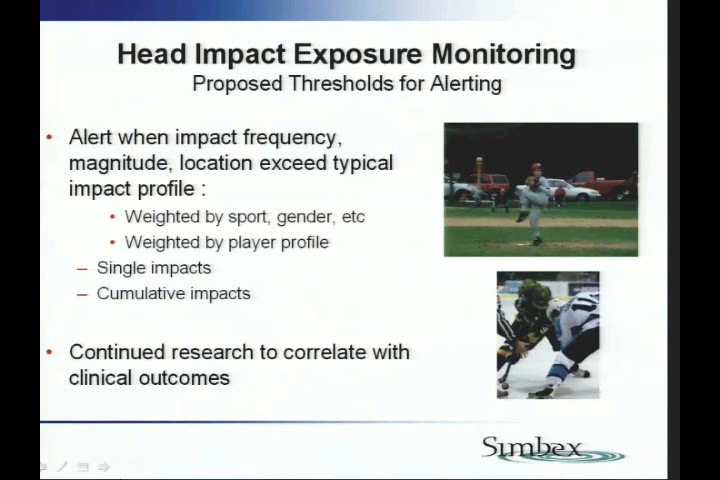 Head Impact Exposure Monitoring
Proposed Thresholds for Alerting
• Alert when impact frequency,
magnitude, location exceed typical
impact profile :
• Weighted by sport, gender, etc
• Weighted by player profile
– Single impacts
– Cumulative impacts
• Continued research to correlate with
clinical outcomes
Simbex